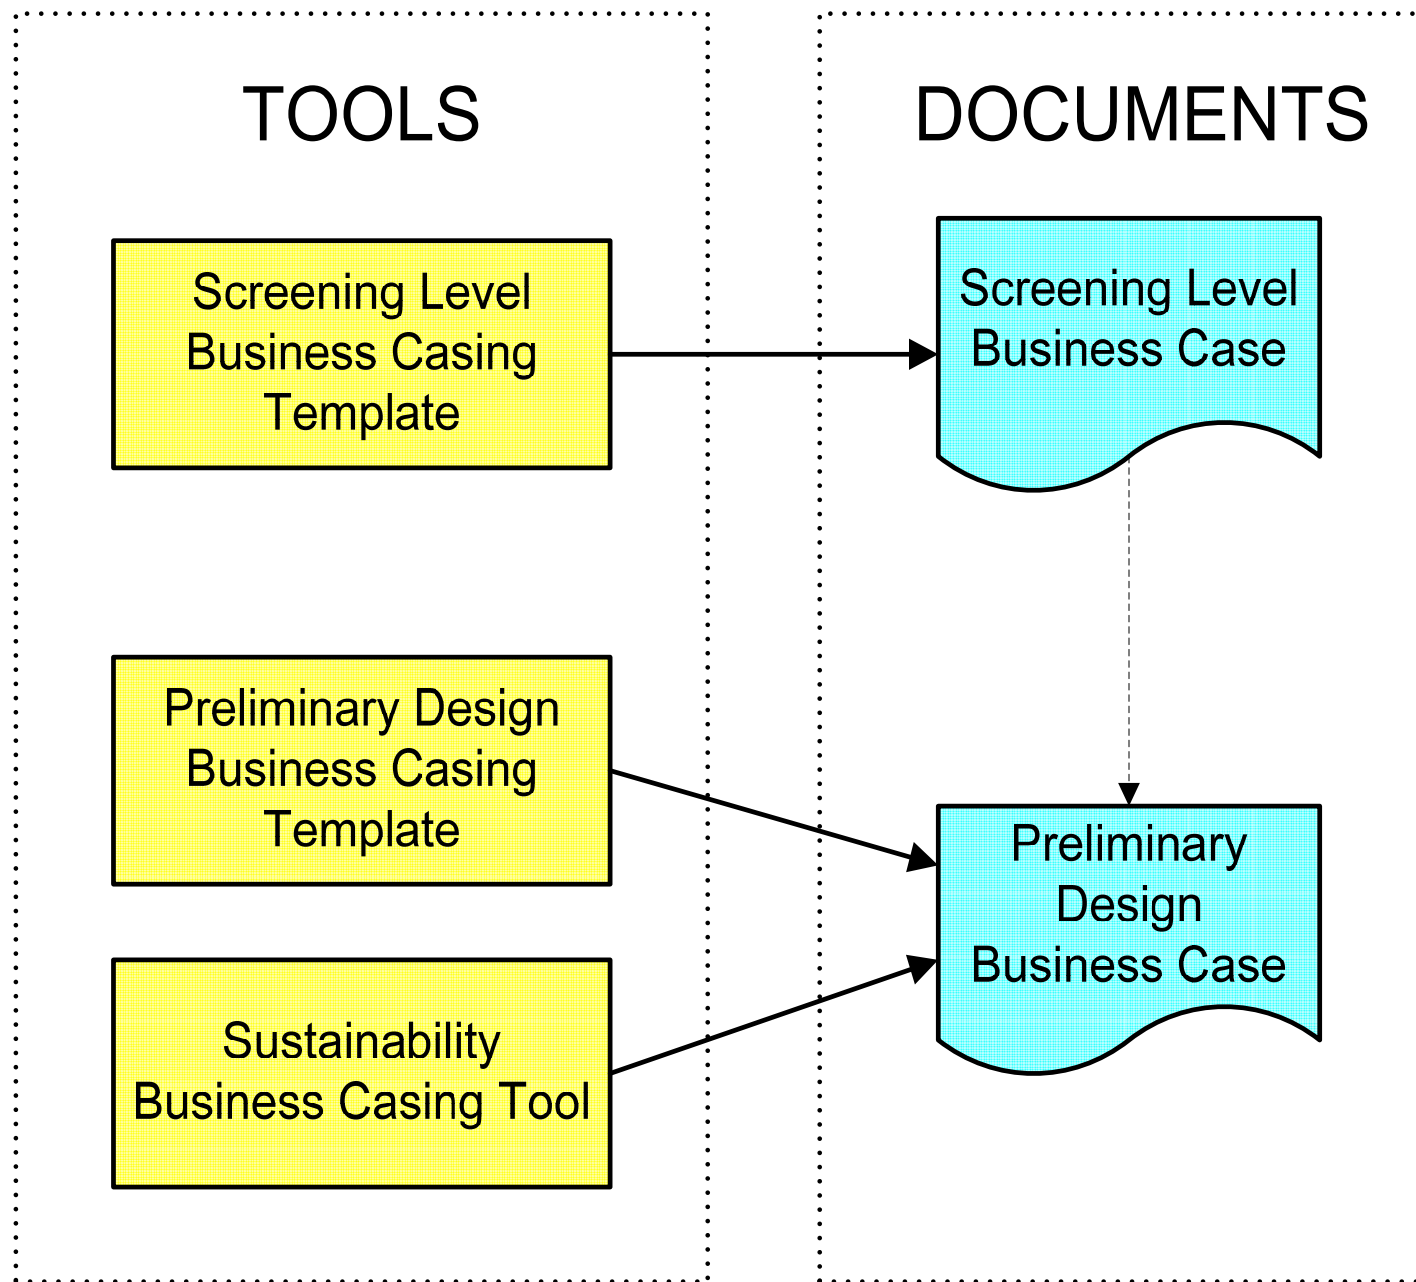 TOOLS
DOCUMENTS
Screening Level
Business Casing
Template
Screening Level
Business Case
Preliminary Design
Business Casing
Template
Preliminary
Design
Business Case
Sustainability
Business Casing Tool